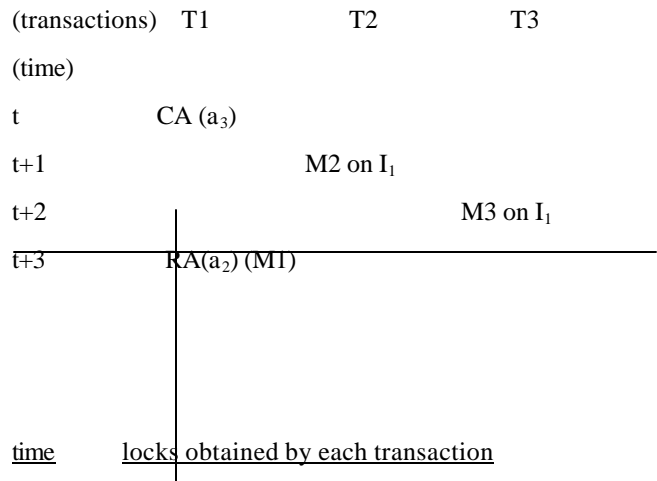 (transactions) T1 T2 T3
(time)
t CA (a₃)
t+1 M2 on I₁
t+2 M3 on I₁
t+3 RA(a₂) (M1)
time locks obtained by each transaction